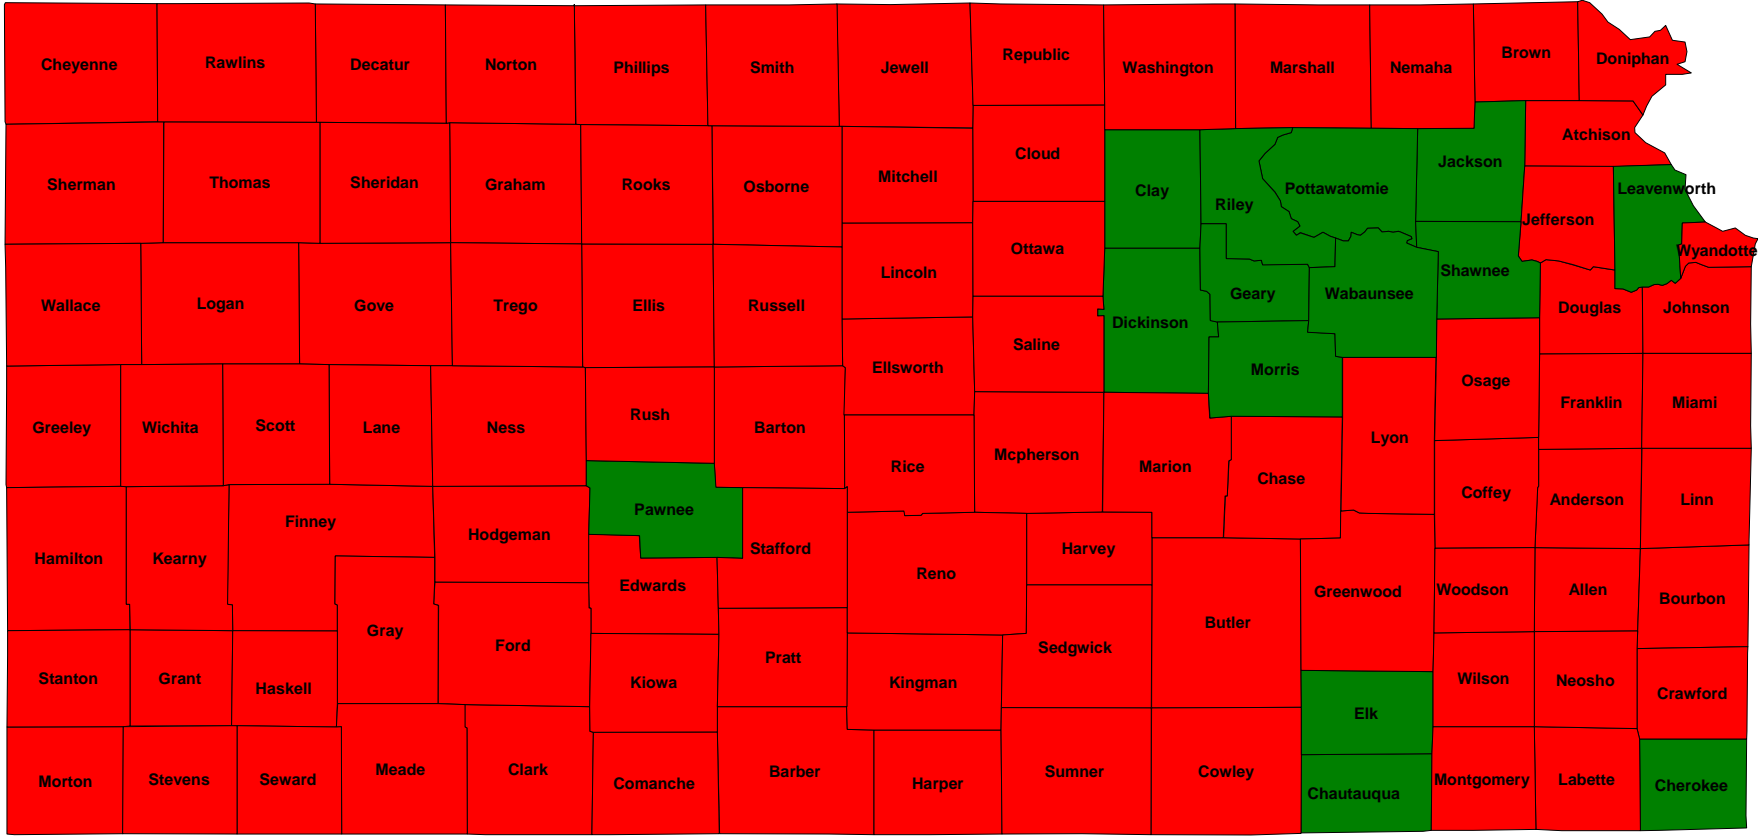 Cheyenne
Rawlins
Decatur
Norton
Phillips
Smith
Jewell
Republic
Washington
Marshall
Nemaha
Brown
Doniphan
Sherman
Thomas
Sheridan
Graham
Rooks
Osborne
Mitchell
Cloud
Clay
Riley
Pottawatomie
Jackson
Atchison
Jefferson
Leavenworth
Wyandotte
Wallace
Logan
Gove
Trego
Ellis
Russell
Lincoln
Ottawa
Saline
Dickinson
Geary
Wabaunsee
Shawnee
Douglas
Johnson
Greeley
Wichita
Scott
Lane
Ness
Rush
Barton
Ellsworth
Rice
Mcpherson
Marion
Morris
Chase
Lyon
Osage
Franklin
Miami
Hamilton
Kearny
Finney
Hodgeman
Pawnee
Stafford
Edwards
Reno
Harvey
Coffey
Anderson
Linn
Gray
Ford
Kiowa
Pratt
Kingman
Sedgwick
Butler
Greenwood
Woodson
Allen
Bourbon
Stanton
Grant
Haskell
Elk
Wilson
Neosho
Crawford
Morton
Stevens
Seward
Meade
Clark
Comanche
Barber
Harper
Sumner
Cowley
Chautauqua
Montgomery
Labette
Cherokee